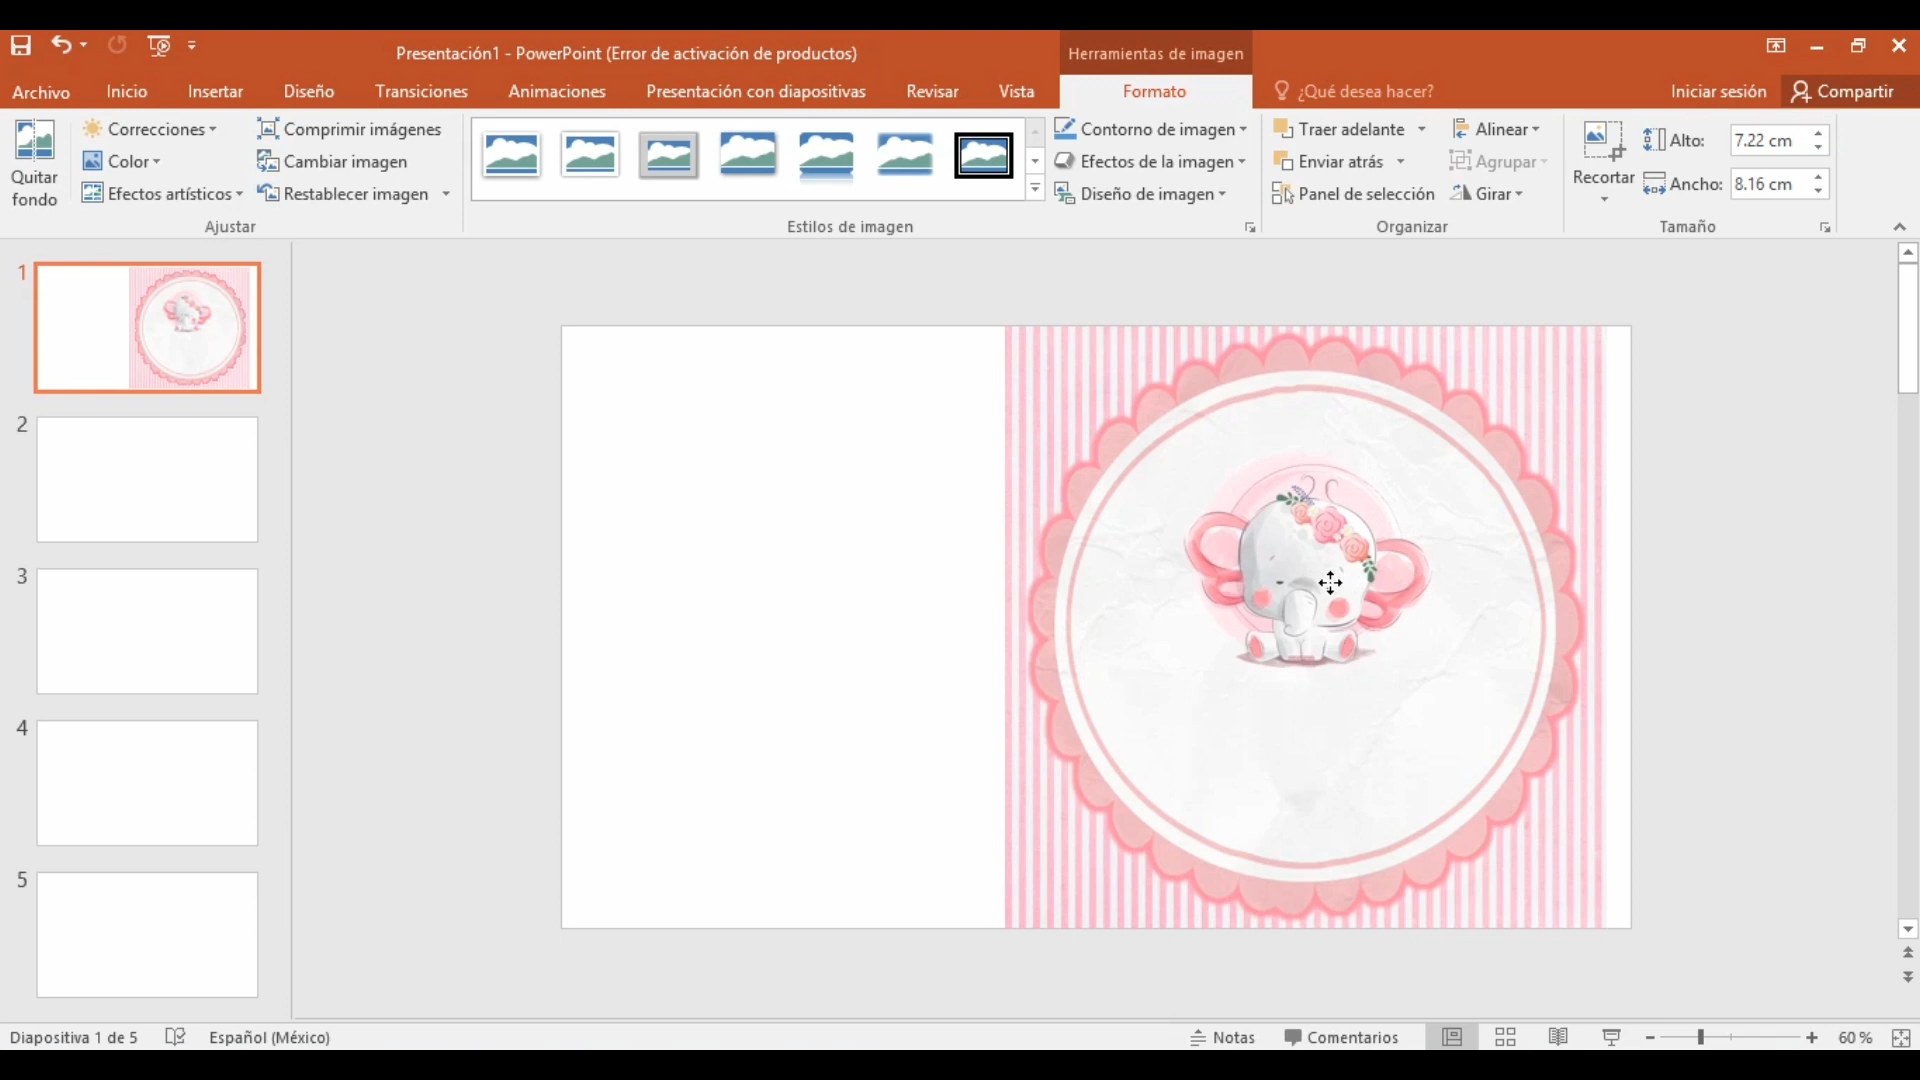 Presentación1 - PowerPoint (Error de activación de productos)
Herramientas de imagen
Archivo Inicio Insertar Diseño Transiciones Animaciones Presentación con diapositivas Revisar Vista Formato ¿Qué desea hacer? Iniciar sesión Compartir
Quitar fondo
Correcciones
Color
Efectos artísticos
Comprimir imágenes
Cambiar imagen
Restablecer imagen
Ajustar
Estilos de imagen
Contorno de imagen
Efectos de la imagen
Diseño de imagen
Traer adelante
Enviar atrás
Panel de selección
Alinear
Agrupar
Girar
Organizar
Recortar
Alto: 7.22 cm
Ancho: 8.16 cm
Tamaño
1
2
3
4
5
Diapositiva 1 de 5 Español (México) Notas Comentarios 60 %